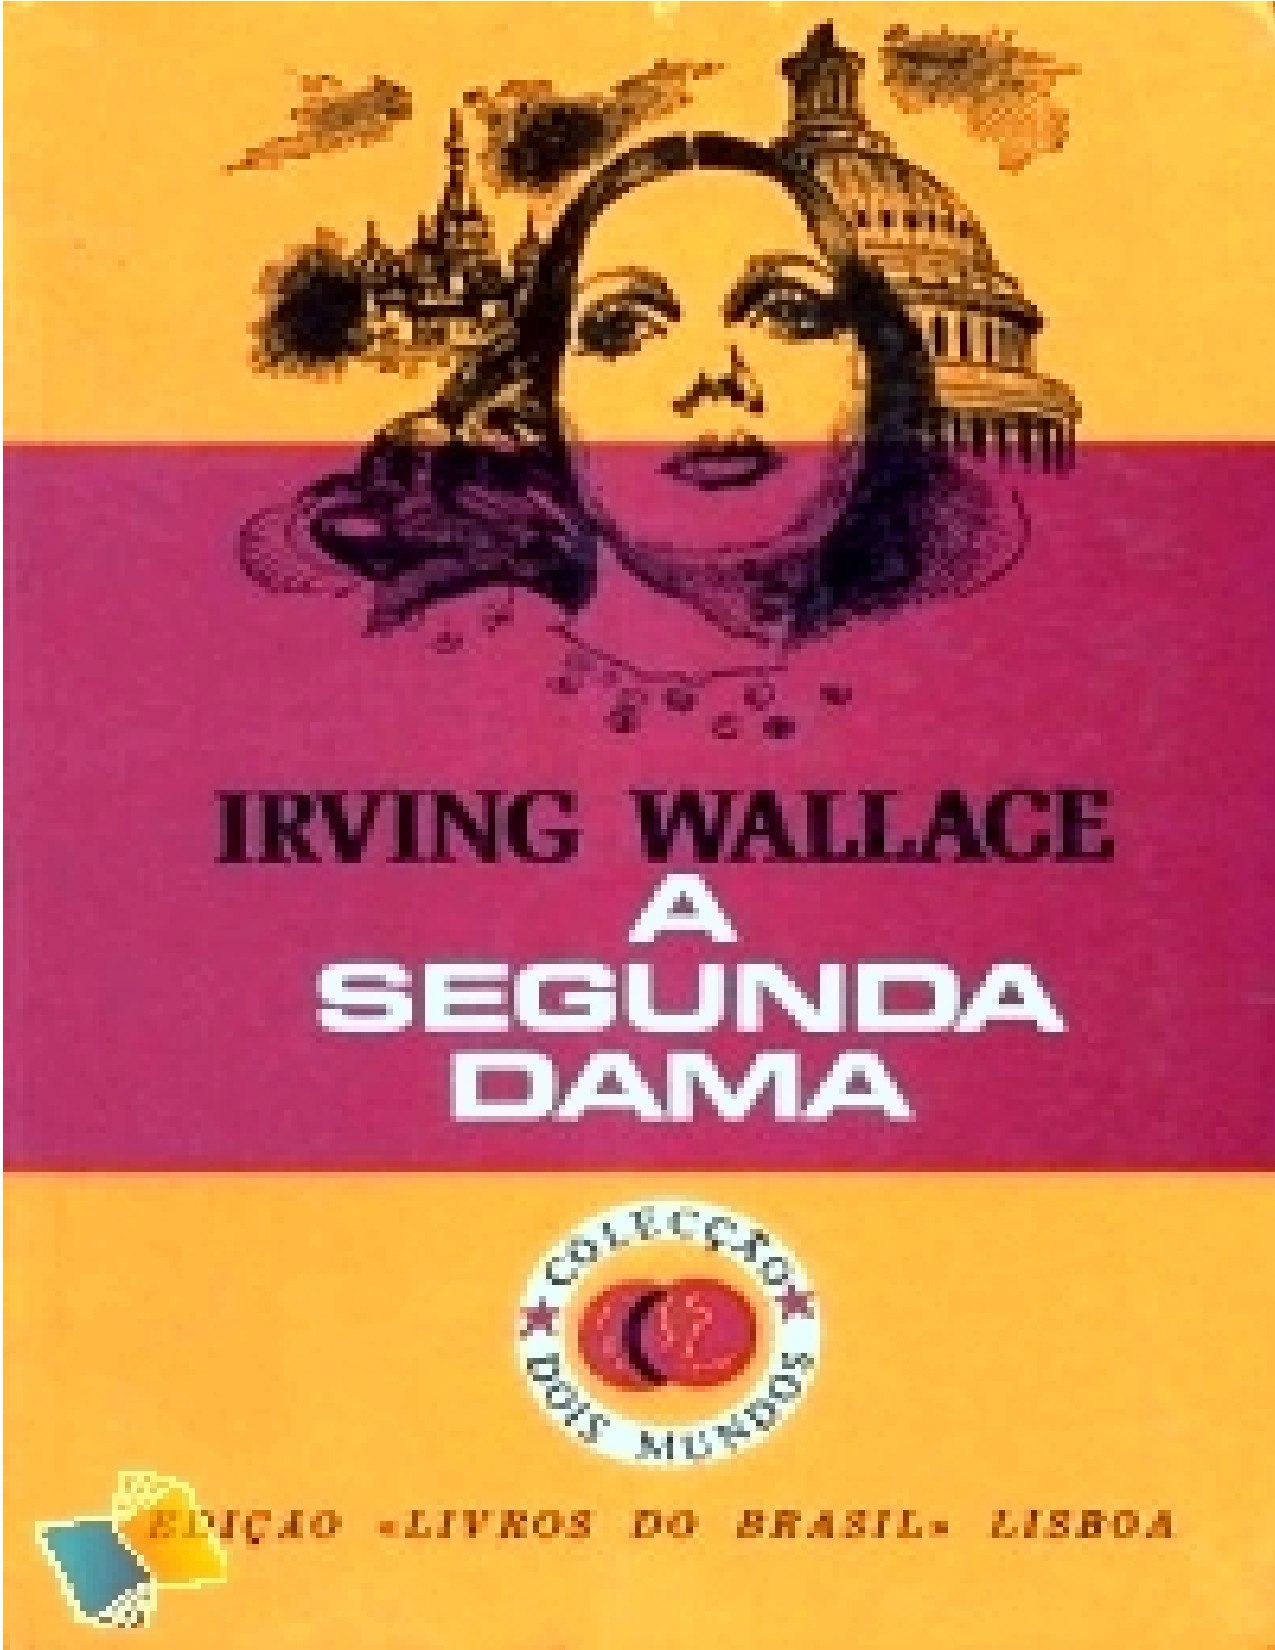 IRVING WALLACE
A
SEGUNDA
DAMA
COLECÇÃO
DOIS MUNDOS
EDIÇÃO «LIVROS DO BRASIL» LISBOA